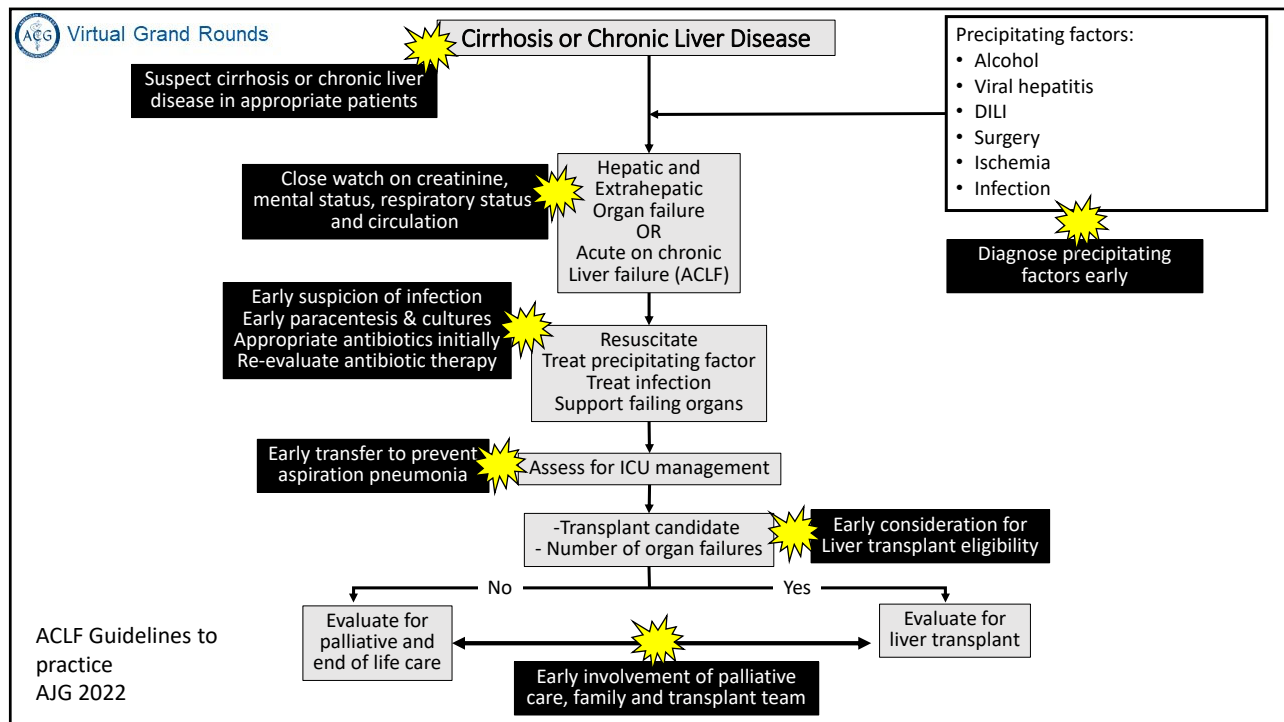 ACG
Virtual Grand Rounds
Cirrhosis or Chronic Liver Disease
Suspect cirrhosis or chronic liver
disease in appropriate patients
Precipitating factors:
• Alcohol
• Viral hepatitis
• DILI
• Surgery
• Ischemia
• Infection
Diagnose precipitating
factors early
Close watch on creatinine,
mental status, respiratory status
and circulation
Hepatic and
Extrahepatic
Organ failure
OR
Acute on chronic
Liver failure (ACLF)
Early suspicion of infection
Early paracentesis & cultures
Appropriate antibiotics initially
Re-evaluate antibiotic therapy
Resuscitate
Treat precipitating factor
Treat infection
Support failing organs
Early transfer to prevent
aspiration pneumonia
Assess for ICU management
-Transplant candidate
- Number of organ failures
Early consideration for
Liver transplant eligibility
No
Yes
Evaluate for
palliative and
end of life care
Evaluate for
liver transplant
Early involvement of palliative
care, family and transplant team
ACLF Guidelines to
practice
AJG 2022